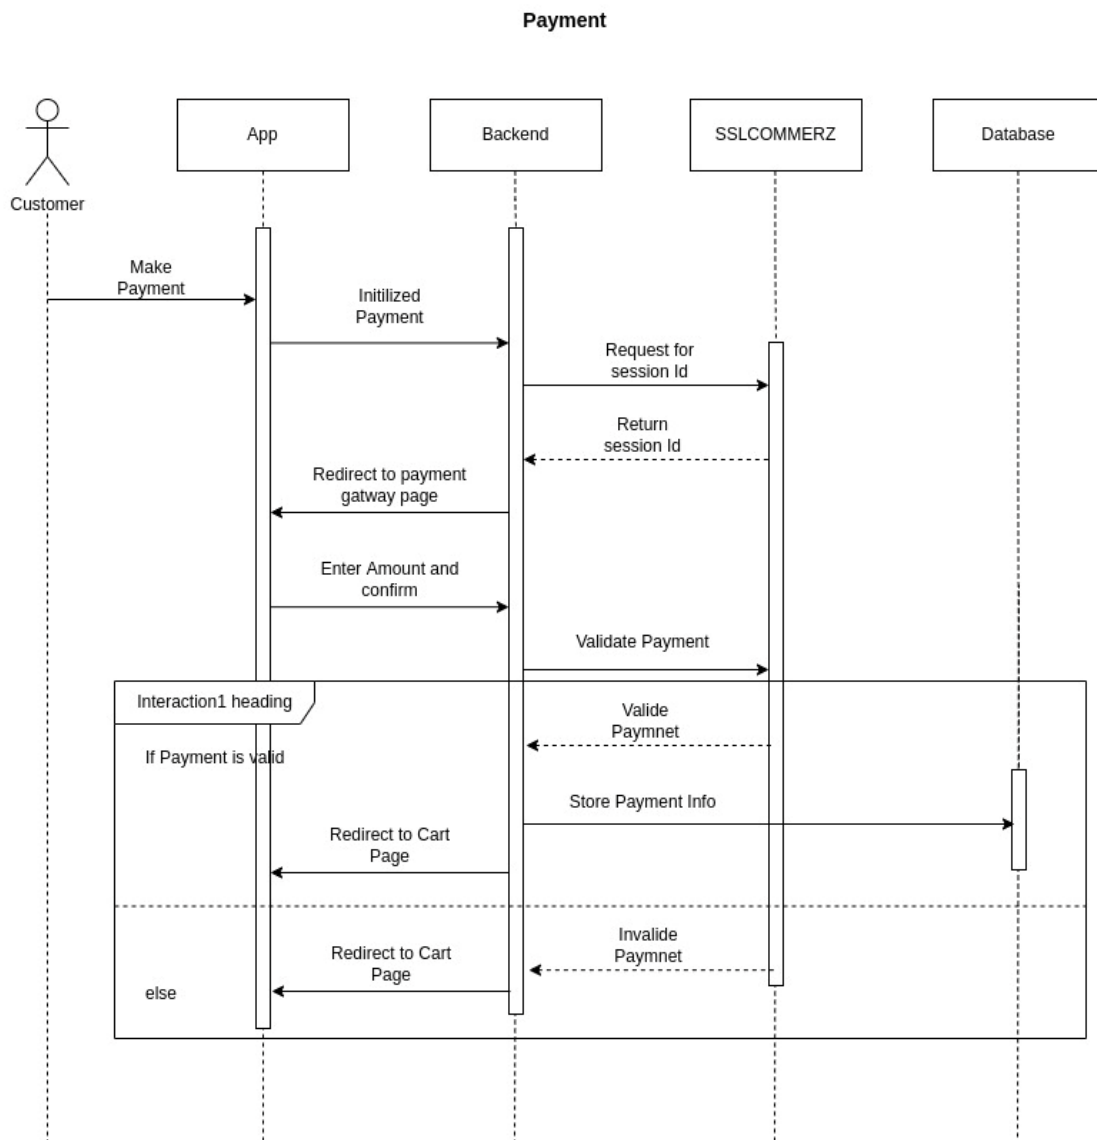 Payment
App
Backend
SSLCOMMERZ
Database
Customer
Make
Payment
Initilized
Payment
Request for
session Id
Return
session Id
Redirect to payment
gatway page
Enter Amount and
confirm
Validate Payment
Interaction1 heading
Valide
Paymnet
If Payment is valid
Store Payment Info
Redirect to Cart
Page
Invalide
Paymnet
Redirect to Cart
Page
else